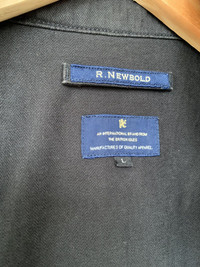 R. NEWBOLD
AN INTERNATIONAL BRAND FROM
THE BRITISH ISLES
MANUFACTURERS OF QUALITY APPAREL
L